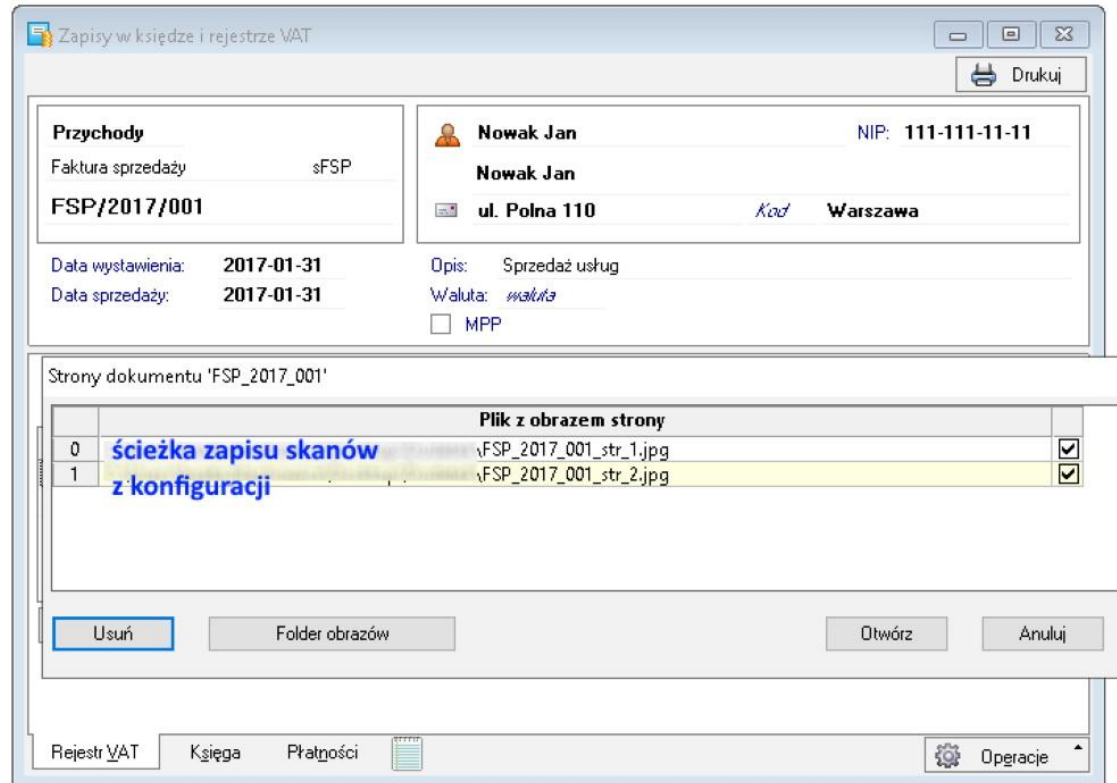 Zapisy w księdze i rejestrze VAT
Drukuj
Przychody
Faktura sprzedaży sFSP
FSP/2017/001
Nowak Jan NIP: 111-111-11-11
Nowak Jan
ul. Polna 110 Kod Warszawa
Data wystawienia: 2017-01-31
Data sprzedaży: 2017-01-31
Opis: Sprzedaż usług
Waluta: waluta
MPP
Strony dokumentu 'FSP_2017_001'
Plik z obrazem strony
0 ścieżka zapisu skanów \FSP_2017_001_str_1.jpg
1 z konfiguracji \FSP_2017_001_str_2.jpg
Usuń Folder obrazów Otwórz Anuluj
Rejestr VAT Księga Płatności Operacje